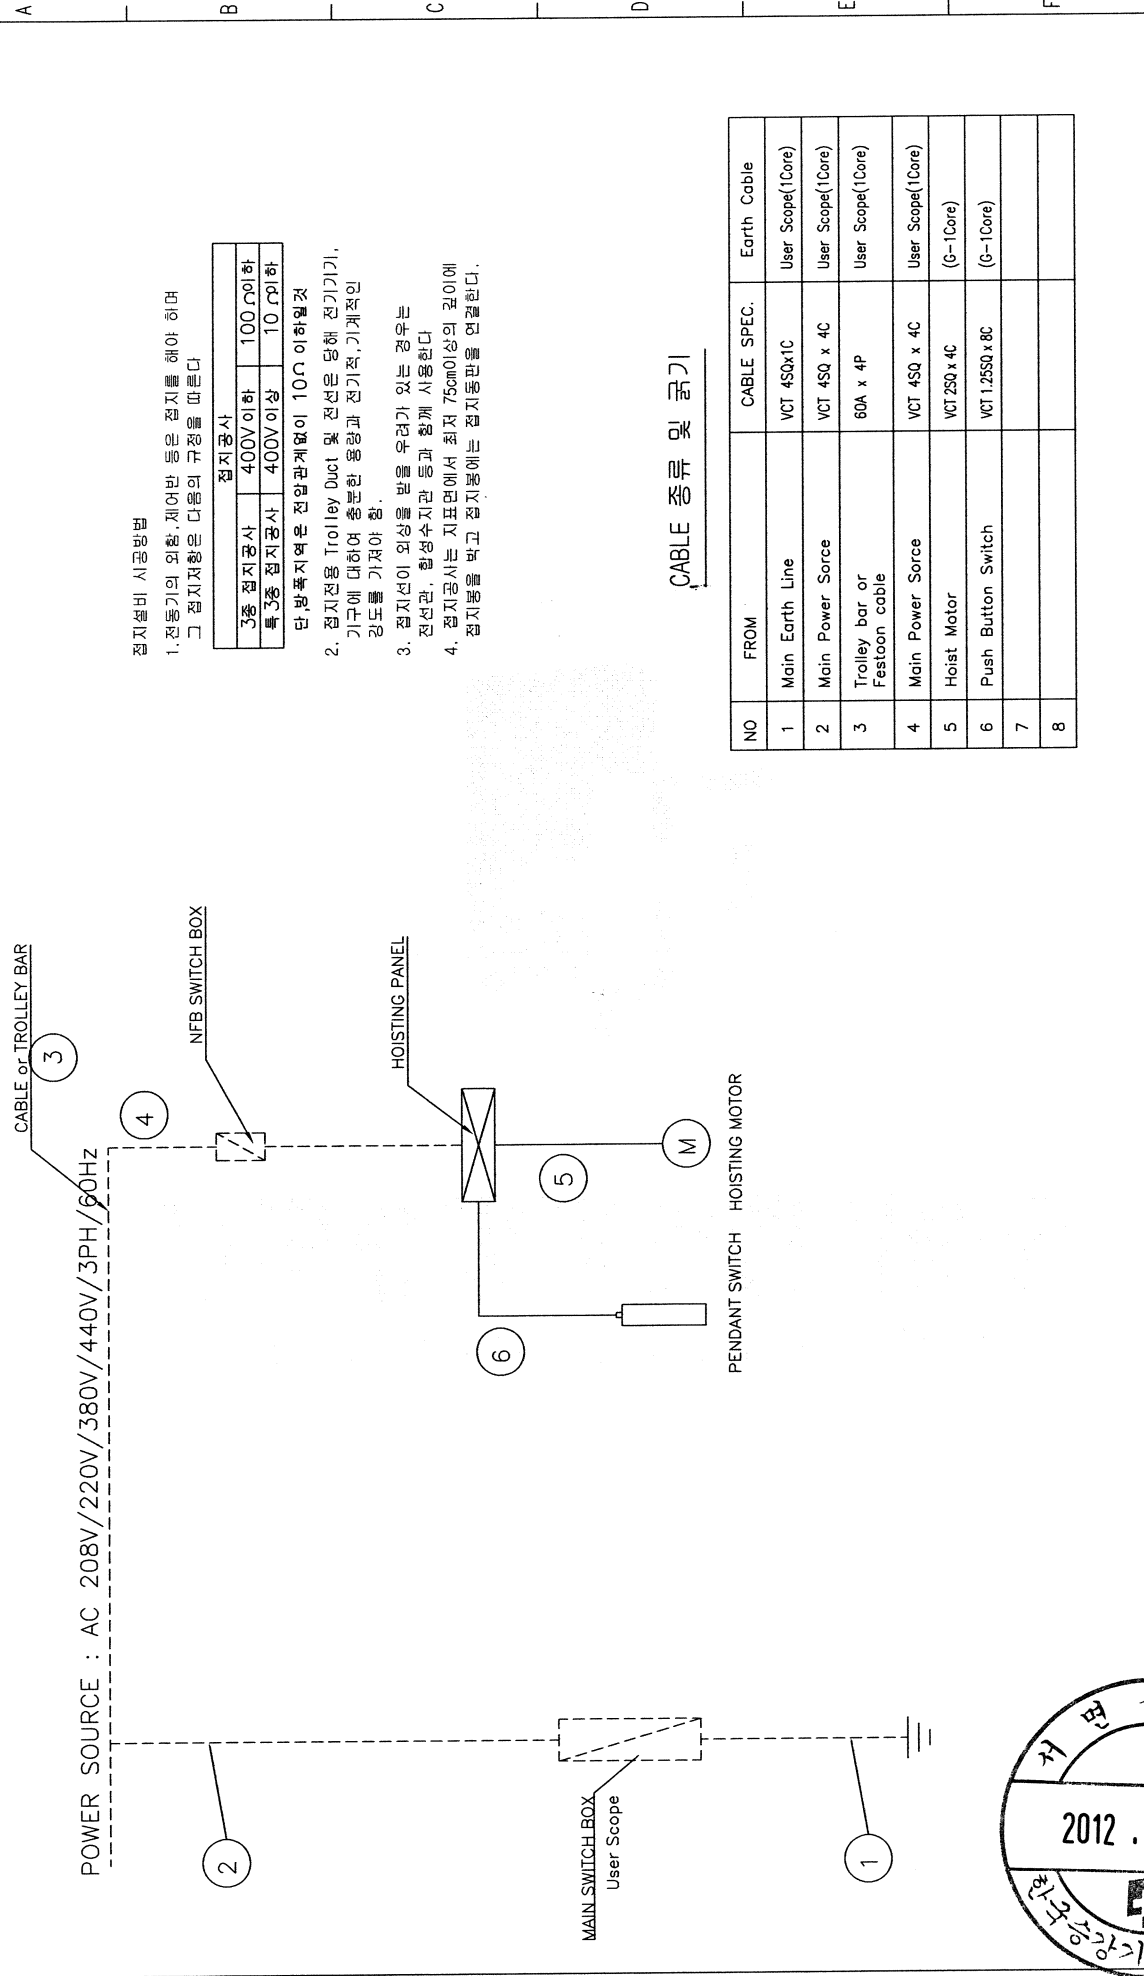 A
B
C
D
E
F
POWER SOURCE : AC 208V/220V/380V/440V/3PH/60Hz
CABLE or TROLLEY BAR
3
4
NFB SWITCH BOX
2
HOISTING PANEL
6
5
M
MAIN SWITCH BOX
User Scope
PENDANT SWITCH
HOISTING MOTOR
1
접지설비 시공방법
1.전동기의 외함,제어반 등은 접지를 해야 하며
그 접지저항은 다음의 규정을 따른다
접지공사
3종 접지공사 400V이하 100Ω이하
특3종 접지공사 400V이상 10Ω이하
단,방폭지역은 전압관계없이 10Ω 이하일것
2. 접지전용 Trolley Duct 및 전선은 당해 전기기기,
기구에 대하여 충분한 용량과 전기적,기계적인
강도를 가져야 함.
3. 접지선이 외상을 받을 우려가 있는 경우는
전선관, 합성수지관 등과 함께 사용한다
4. 접지공사는 지표면에서 최저 75cm이상의 깊이에
접지봉을 박고 접지봉에는 접지동판을 연결한다.
CABLE 종류 및 굵기
NO FROM CABLE SPEC. Earth Cable
1 Main Earth Line VCT 4SQx1C User Scope(1Core)
2 Main Power Sorce VCT 4SQ x 4C User Scope(1Core)
3 Trolley bar or
Festoon cable 60A x 4P User Scope(1Core)
4 Main Power Sorce VCT 4SQ x 4C User Scope(1Core)
5 Hoist Motor VCT 2SQ x 4C (G-1Core)
6 Push Button Switch VCT 1.25SQ x 8C (G-1Core)
7
8
2012 .